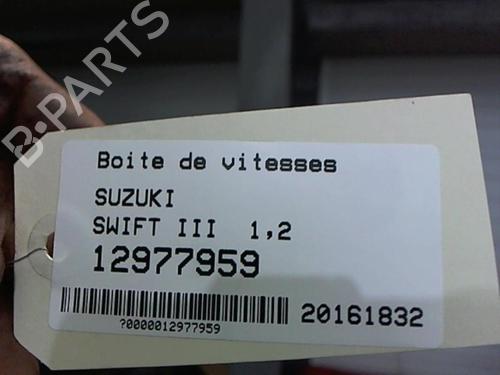 B-PARTS
Boite de vitesses
SUZUKI
SWIFT III 1,2
12977959
20161832
?0000012977959